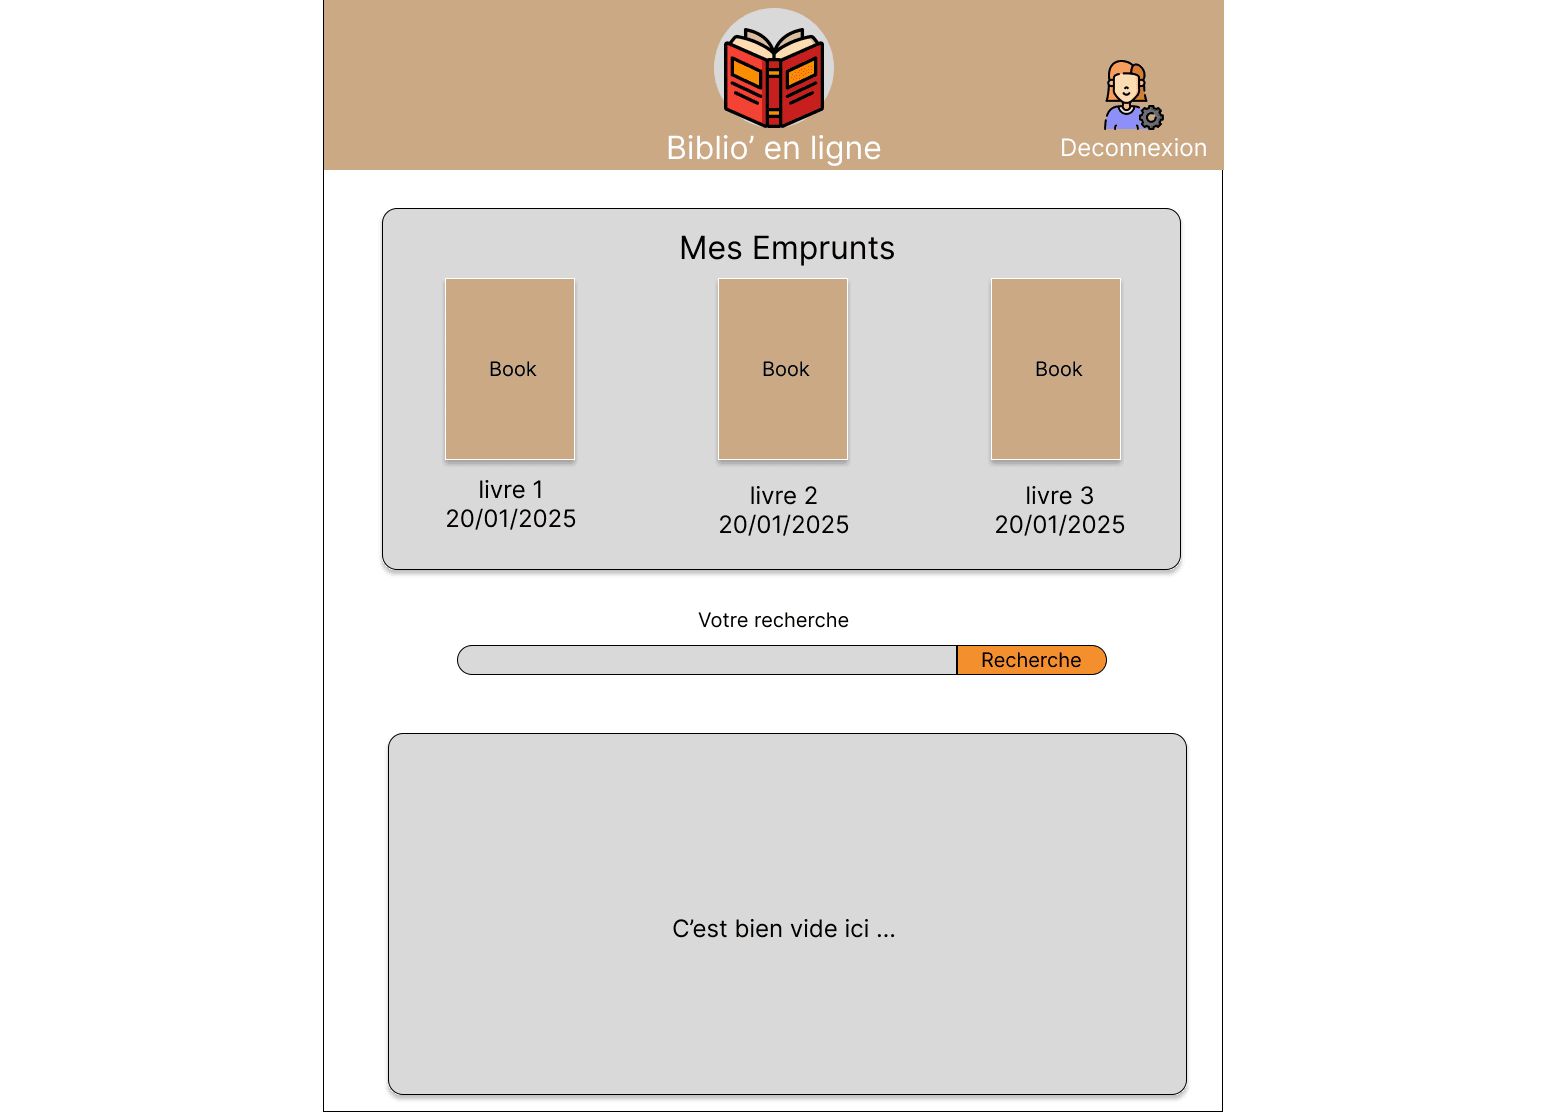 Biblio’ en ligne
Deconnexion
Mes Emprunts
Book
Book
Book
livre 1
20/01/2025
livre 2
20/01/2025
livre 3
20/01/2025
Votre recherche
Recherche
C’est bien vide ici ...